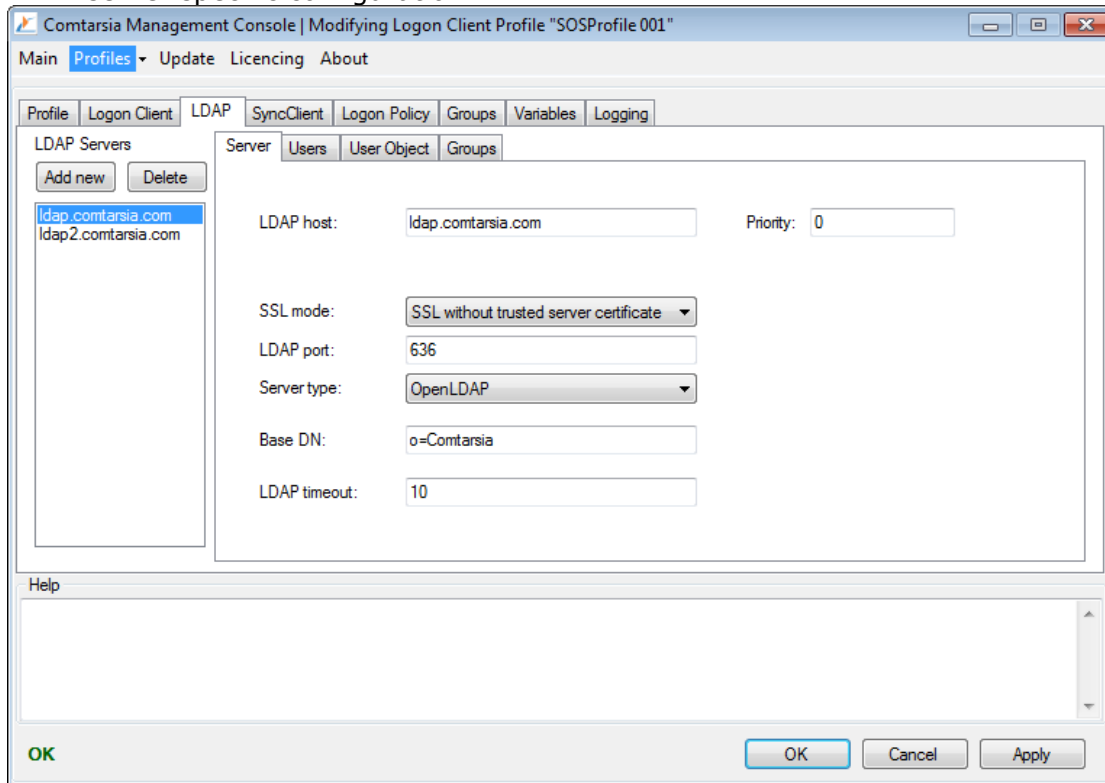 Comtarsia Management Console | Modifying Logon Client Profile "SOSProfile 001"
Main Profiles Update Licencing About
Profile Logon Client LDAP SyncClient Logon Policy Groups Variables Logging
LDAP Servers
Add new Delete
ldap.comtarsia.com
ldap2.comtarsia.com
Server Users User Object Groups
LDAP host: ldap.comtarsia.com Priority: 0
SSL mode: SSL without trusted server certificate
LDAP port: 636
Server type: OpenLDAP
Base DN: o=Comtarsia
LDAP timeout: 10
Help
OK
OK Cancel Apply